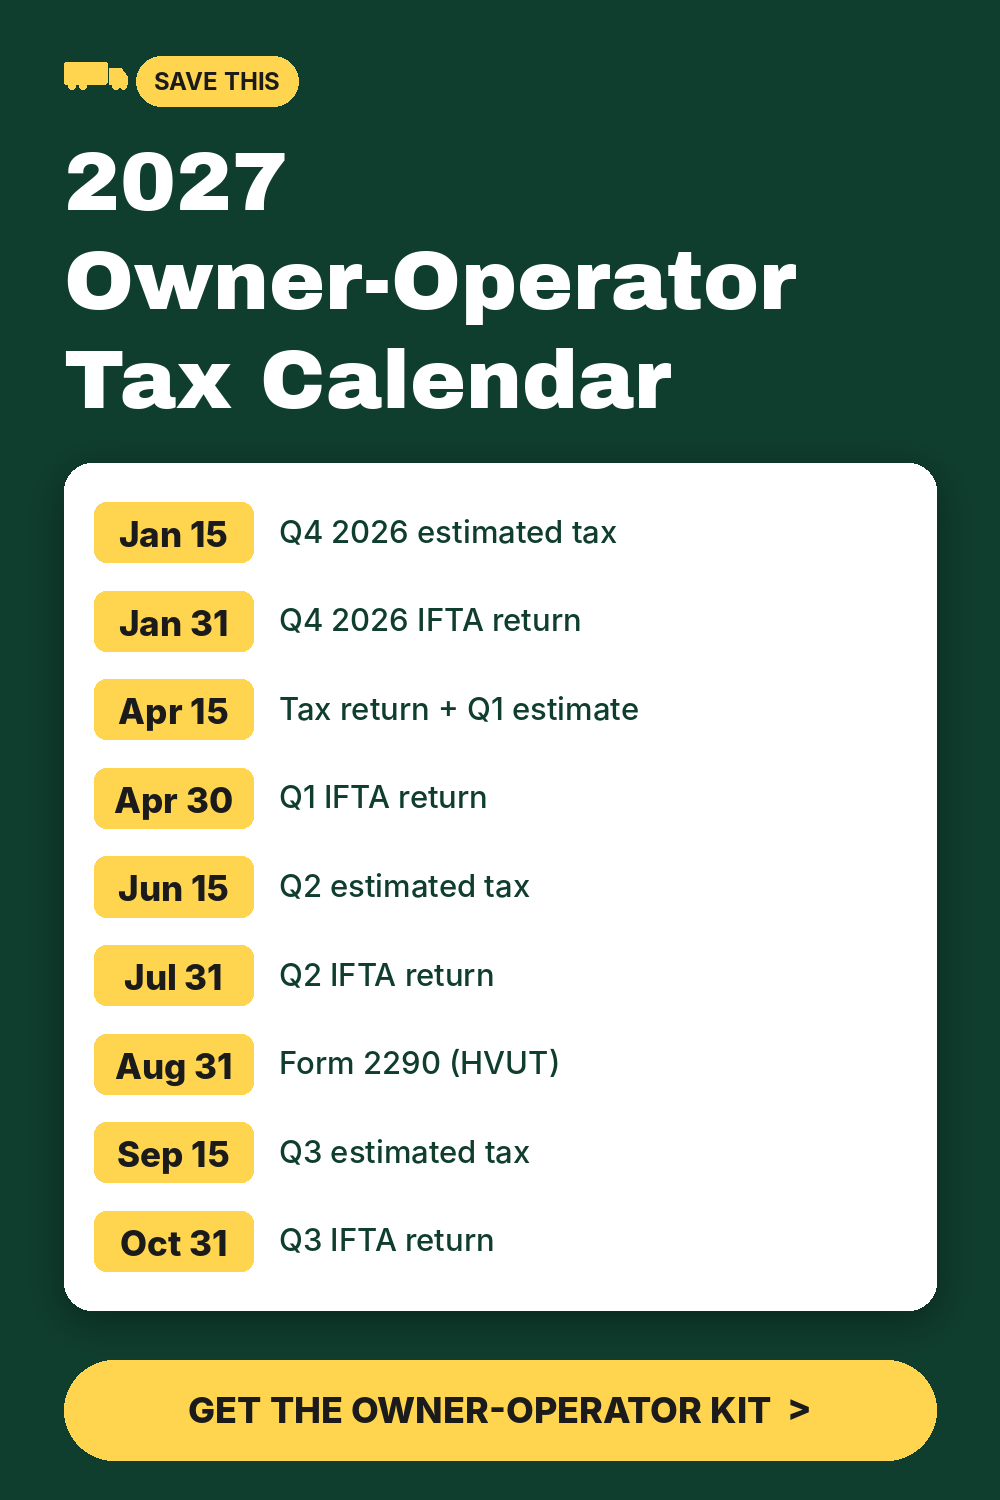 SAVE THIS
2027
Owner-Operator
Tax Calendar
Jan 15 Q4 2026 estimated tax
Jan 31 Q4 2026 IFTA return
Apr 15 Tax return + Q1 estimate
Apr 30 Q1 IFTA return
Jun 15 Q2 estimated tax
Jul 31 Q2 IFTA return
Aug 31 Form 2290 (HVUT)
Sep 15 Q3 estimated tax
Oct 31 Q3 IFTA return
GET THE OWNER-OPERATOR KIT >